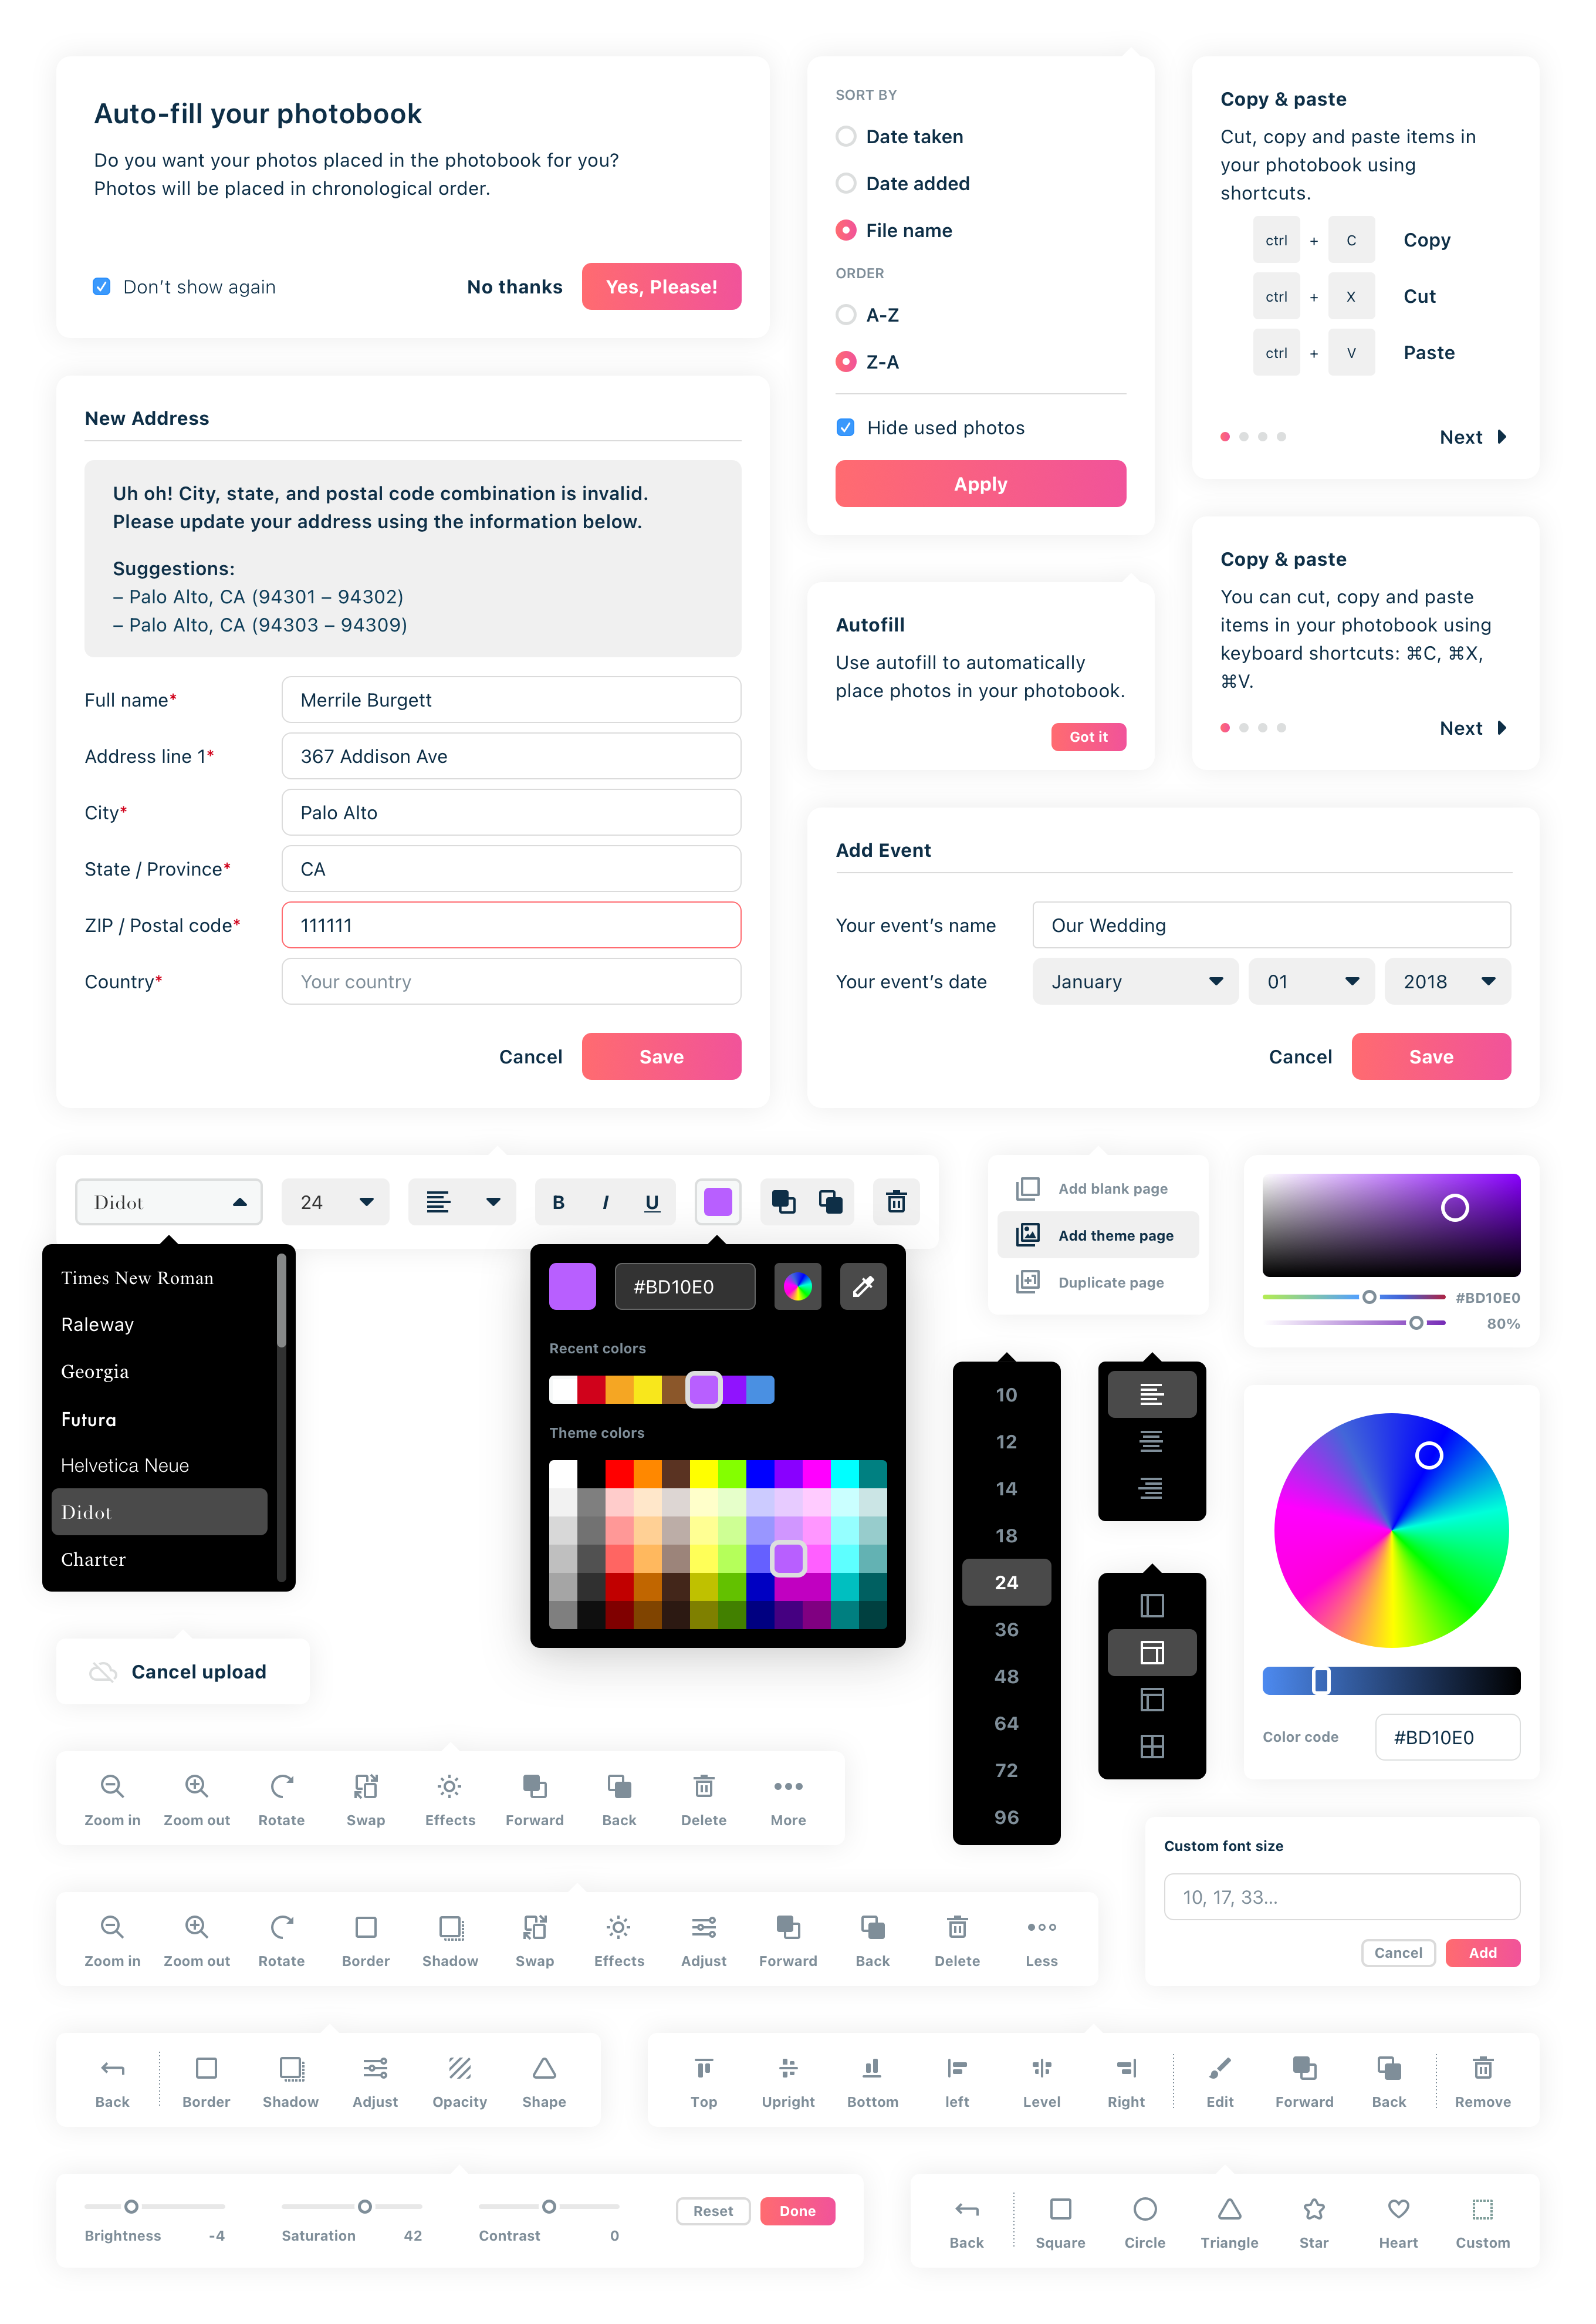 Auto-fill your photobook
Do you want your photos placed in the photobook for you?
Photos will be placed in chronological order.
Don’t show again
No thanks
Yes, Please!
SORT BY
Date taken
Date added
File name
ORDER
A-Z
Z-A
Hide used photos
Apply
Copy & paste
Cut, copy and paste items in
your photobook using
shortcuts.
ctrl + C Copy
ctrl + X Cut
ctrl + V Paste
Next
New Address
Uh oh! City, state, and postal code combination is invalid.
Please update your address using the information below.
Suggestions:
– Palo Alto, CA (94301 – 94302)
– Palo Alto, CA (94303 – 94309)
Full name* Merrile Burgett
Address line 1* 367 Addison Ave
City* Palo Alto
State / Province* CA
ZIP / Postal code* 111111
Country* Your country
Cancel
Save
Autofill
Use autofill to automatically
place photos in your photobook.
Got it
Copy & paste
You can cut, copy and paste
items in your photobook using
keyboard shortcuts: ⌘C, ⌘X,
⌘V.
Next
Add Event
Your event’s name Our Wedding
Your event’s date January 01 2018
Cancel
Save
Didot
24
B I U
Times New Roman
Raleway
Georgia
Futura
Helvetica Neue
Didot
Charter
#BD10E0
Recent colors
Theme colors
Add blank page
Add theme page
Duplicate page
#BD10E0
80%
10
12
14
18
24
36
48
64
72
96
Color code #BD10E0
Cancel upload
Zoom in Zoom out Rotate Swap Effects Forward Back Delete More
Custom font size
10, 17, 33...
Cancel
Add
Zoom in Zoom out Rotate Border Shadow Swap Effects Adjust Forward Back Delete Less
Back Border Shadow Adjust Opacity Shape
Top Upright Bottom left Level Right Edit Forward Back Remove
Brightness -4 Saturation 42 Contrast 0
Reset
Done
Back Square Circle Triangle Star Heart Custom